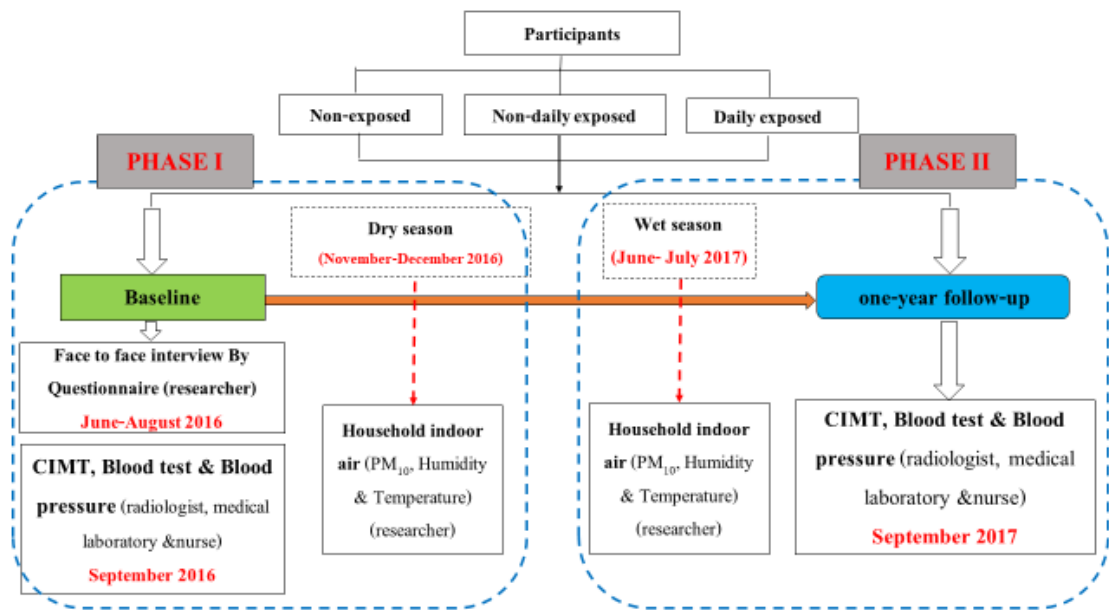 Participants
Non-exposed
Non-daily exposed
Daily exposed
PHASE I
PHASE II
Dry season
(November-December 2016)
Wet season
(June- July 2017)
Baseline
one-year follow-up
Face to face interview By
Questionnaire (researcher)
June-August 2016
CIMT, Blood test & Blood
pressure (radiologist, medical
laboratory &nurse)
September 2016
Household indoor
air (PM10, Humidity
& Temperature)
(researcher)
Household indoor
air (PM10, Humidity
& Temperature)
(researcher)
CIMT, Blood test & Blood
pressure (radiologist, medical
laboratory &nurse)
September 2017